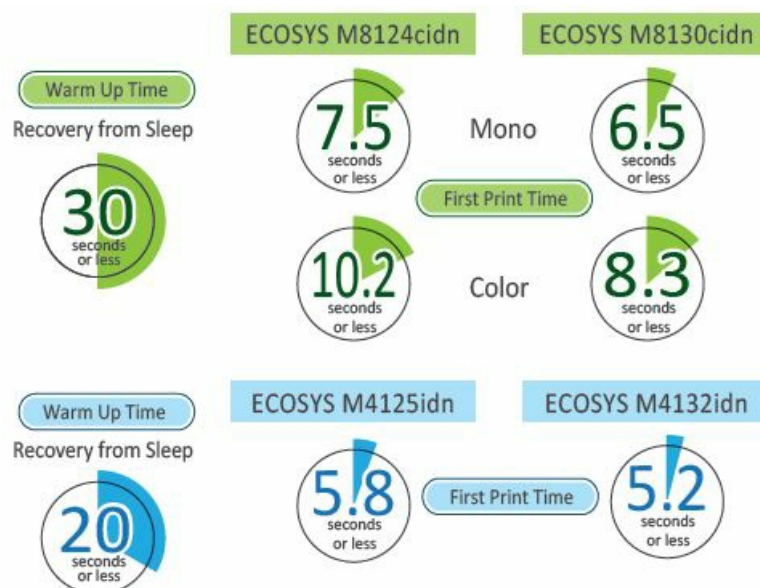 ECOSYS M8124cidn
ECOSYS M8130cidn
Warm Up Time
Recovery from Sleep
30
seconds
or less
7.5
seconds
or less
Mono
6.5
seconds
or less
First Print Time
10.2
seconds
or less
Color
8.3
seconds
or less
ECOSYS M4125idn
ECOSYS M4132idn
Warm Up Time
Recovery from Sleep
20
seconds
or less
5.8
seconds
or less
First Print Time
5.2
seconds
or less